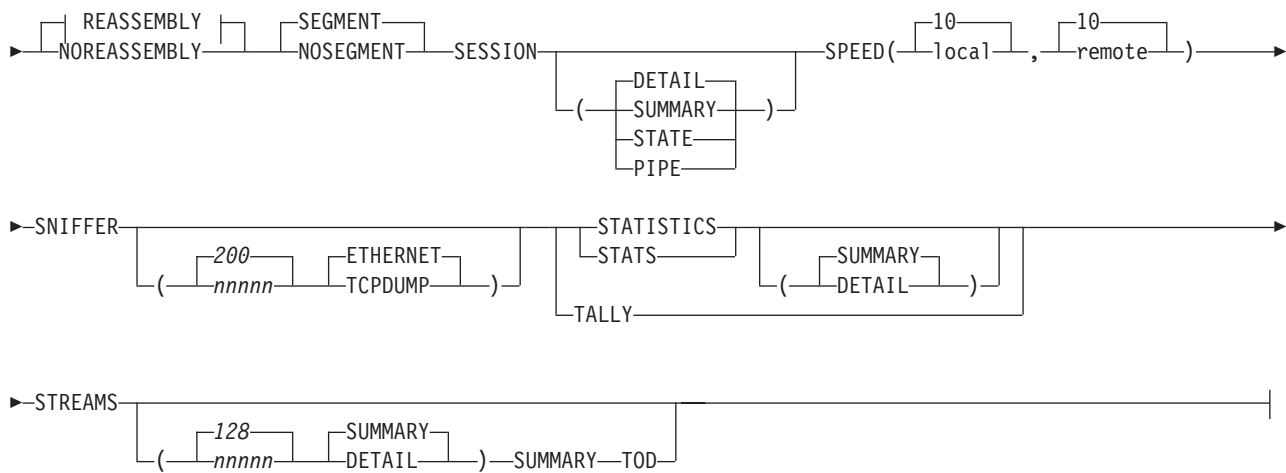 REASSEMBLY SEGMENT 10 10
NOREASSEMBLY NOSEGMENT SESSION SPEED( local , remote )
DETAIL
( SUMMARY )
STATE
PIPE
SNIFFER STATISTICS
200 ETHERNET STATS SUMMARY
( nnnnn TCPDUMP ) ( DETAIL )
TALLY
STREAMS
128 SUMMARY
( nnnnn DETAIL ) SUMMARY TOD